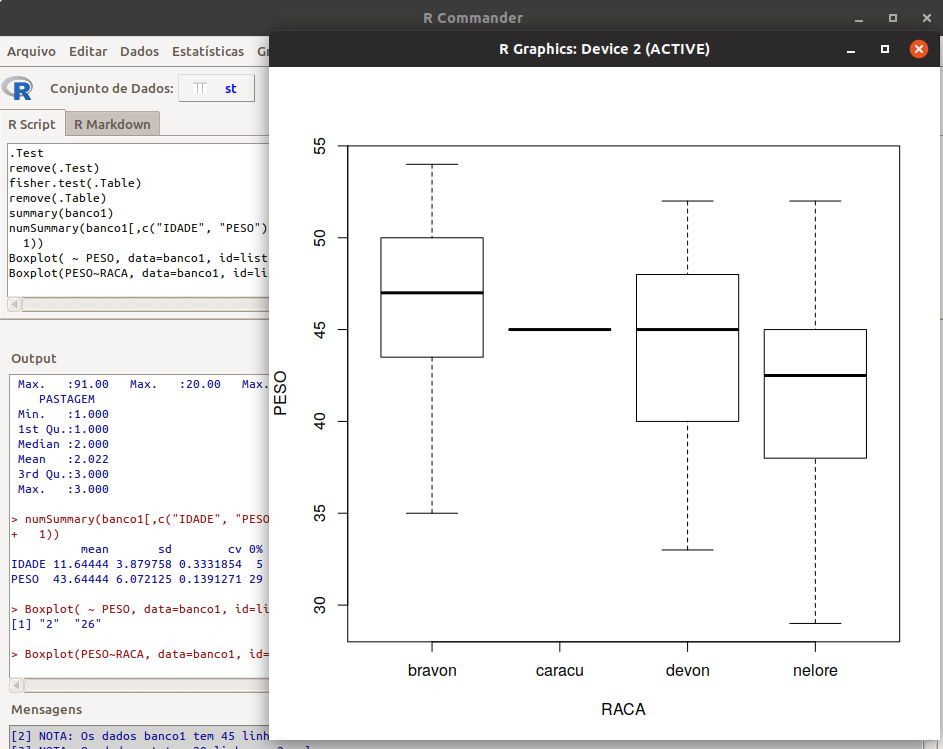 R Commander
R Graphics: Device 2 (ACTIVE)
Arquivo Editar Dados Estatísticas
R Conjunto de Dados: st
R Script R Markdown
.Test
remove(.Test)
fisher.test(.Table)
remove(.Table)
summary(banco1)
numSummary(banco1[,c("IDADE", "PESO")
1))
Boxplot( ~ PESO, data=banco1, id=list
Boxplot(PESO~RACA, data=banco1, id=li
Output
Max. :91.00 Max. :20.00 Max.
PASTAGEM
Min. :1.000
1st Qu.:1.000
Median :2.000
Mean :2.022
3rd Qu.:3.000
Max. :3.000
> numSummary(banco1[,c("IDADE", "PESO
+ 1))
mean sd cv 0%
IDADE 11.64444 3.879758 0.3331854 5
PESO 43.64444 6.072125 0.1391271 29
> Boxplot( ~ PESO, data=banco1, id=li
[1] "2" "26"
> Boxplot(PESO~RACA, data=banco1, id=
Mensagens
[2] NOTA: Os dados banco1 tem 45 linh
55
50
45
40
35
30
PESO
bravon caracu devon nelore
RACA